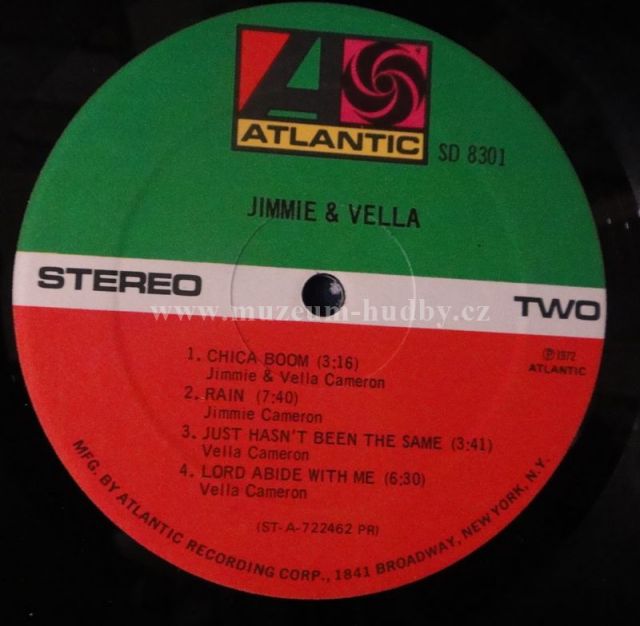 ATLANTIC
SD 8301
JIMMIE & VELLA
STEREO
TWO
www.muzeum-hudby.cz
℗1972
ATLANTIC
1. CHICA BOOM (3:16)
Jimmie & Vella Cameron
2. RAIN (7:40)
Jimmie Cameron
3. JUST HASN'T BEEN THE SAME (3:41)
Vella Cameron
4. LORD ABIDE WITH ME (6:30)
Vella Cameron
(ST-A-722462 PR)
MFG. BY ATLANTIC RECORDING CORP., 1841 BROADWAY, NEW YORK, N.Y.